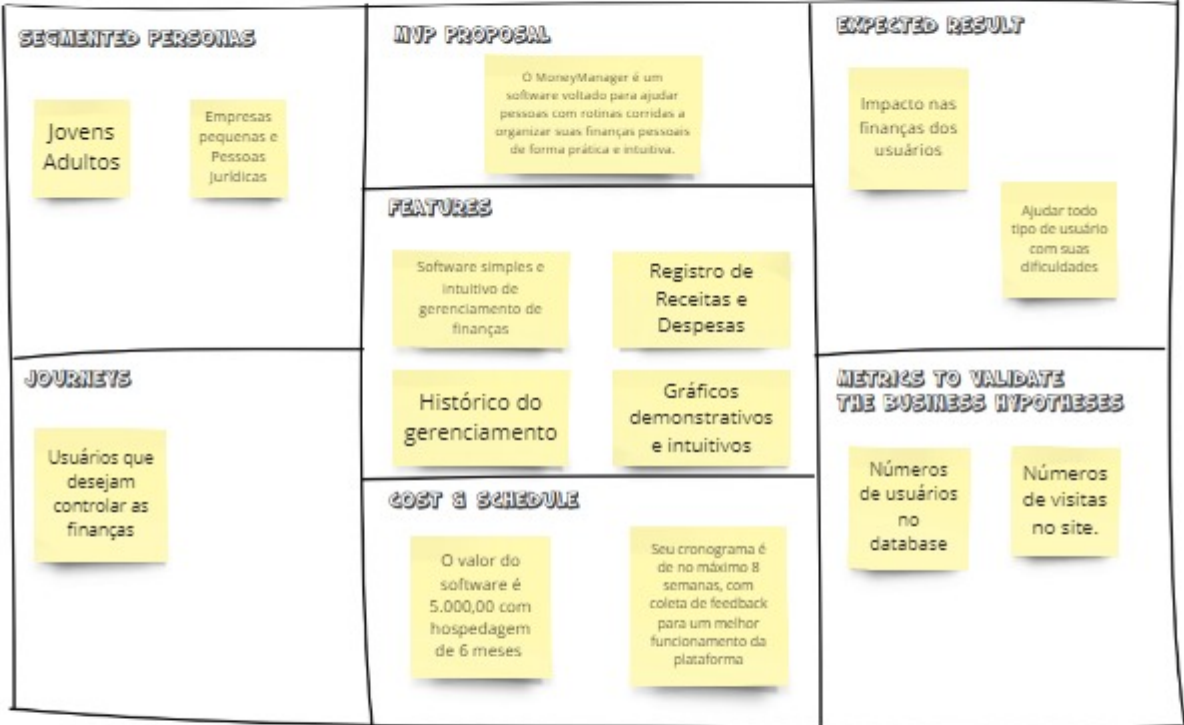 SEGMENTED PERSONAS
Jovens
Adultos
Empresas
pequenas e
Pessoas
Jurídicas
MVP PROPOSAL
O MoneyManager é um
software voltado para ajudar
pessoas com rotinas corridas a
organizar suas finanças pessoais
de forma prática e intuitiva.
EXPECTED RESULT
Impacto nas
finanças dos
usuários
Ajudar todo
tipo de usuário
com suas
dificuldades
FEATURES
Software simples e
intuitivo de
gerenciamento de
finanças
Registro de
Receitas e
Despesas
Histórico do
gerenciamento
Gráficos
demonstrativos
e intuitivos
JOURNEYS
Usuários que
desejam
controlar as
finanças
COST & SCHEDULE
O valor do
software é
5.000,00 com
hospedagem
de 6 meses
Seu cronograma é
de no máximo 8
semanas, com
coleta de feedback
para um melhor
funcionamento da
plataforma
METRICS TO VALIDATE
THE BUSINESS HYPOTHESES
Números
de usuários
no
database
Números
de visitas
no site.